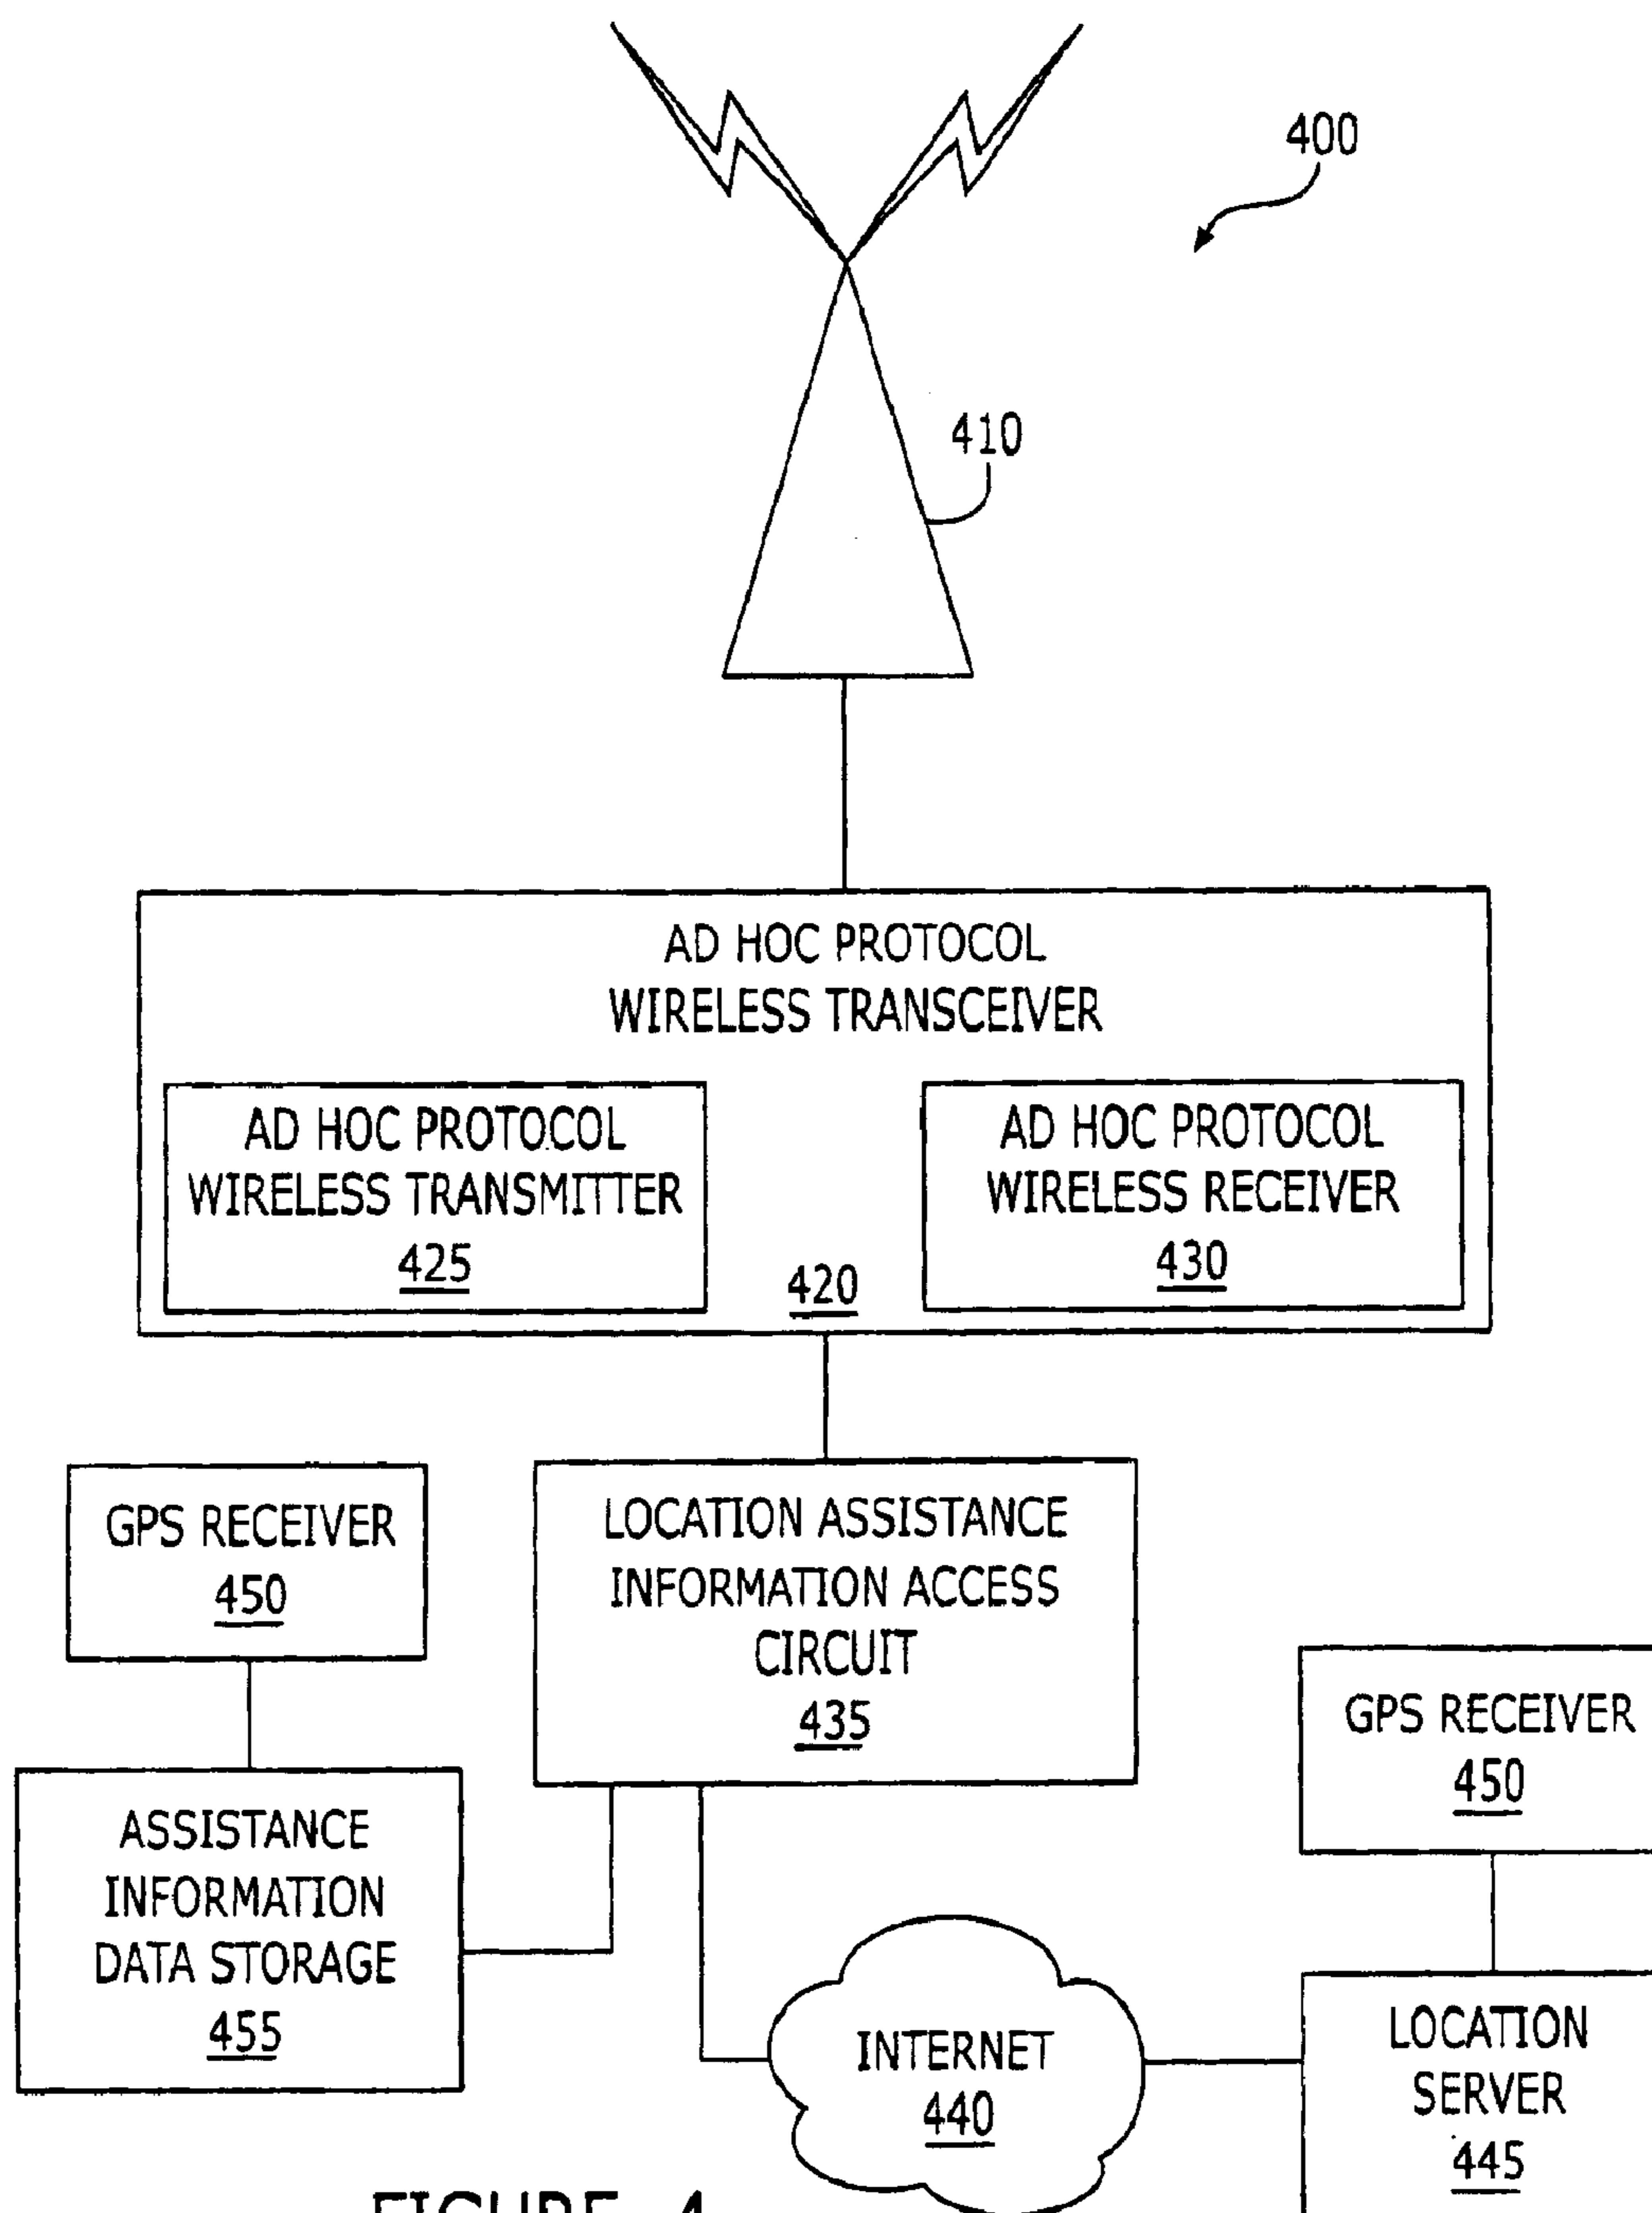 400
410
AD HOC PROTOCOL
WIRELESS TRANSCEIVER
AD HOC PROTOCOL
WIRELESS TRANSMITTER
425
AD HOC PROTOCOL
WIRELESS RECEIVER
430
420
GPS RECEIVER
450
LOCATION ASSISTANCE
INFORMATION ACCESS
CIRCUIT
435
GPS RECEIVER
450
ASSISTANCE
INFORMATION
DATA STORAGE
455
INTERNET
440
LOCATION
SERVER
445
FIGURE 4